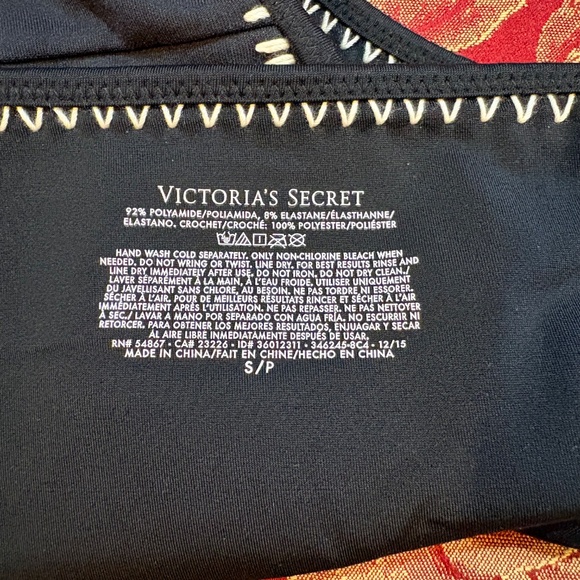 VICTORIA'S SECRET
92% POLYAMIDE/POLIAMIDA, 8% ELASTANE/ÉLASTHANNE/
ELASTANO. CROCHET/CROCHÉ: 100% POLYESTER/POLIÉSTER
HAND WASH COLD SEPARATELY. ONLY NON-CHLORINE BLEACH WHEN
NEEDED. DO NOT WRING OR TWIST. LINE DRY. FOR BEST RESULTS RINSE AND
LINE DRY IMMEDIATELY AFTER USE. DO NOT IRON. DO NOT DRY CLEAN./
LAVER SÉPARÉMENT À LA MAIN, À L'EAU FROIDE, UTILISER UNIQUEMENT
DU JAVELLISANT SANS CHLORE, AU BESOIN. NE PAS TORDRE NI ESSORER.
SÉCHER À L'AIR. POUR DE MEILLEURS RÉSULTATS RINCER ET SÉCHER À L'AIR
IMMÉDIATEMENT APRÈS L'UTILISATION. NE PAS REPASSER. NE PAS NETTOYER
À SEC./ LAVAR A MANO POR SEPARADO CON AGUA FRÍA. NO ESCURRIR NI
RETORCER. PARA OBTENER LOS MEJORES RESULTADOS, ENJUAGAR Y SECAR
AL AIRE LIBRE INMEDIATAMENTE DESPUÉS DE USAR.
RN# 54867 • CA# 23226 • ID# 36012311 • 346245-8C4 • 12/15
MADE IN CHINA/FAIT EN CHINE/HECHO EN CHINA
S/P